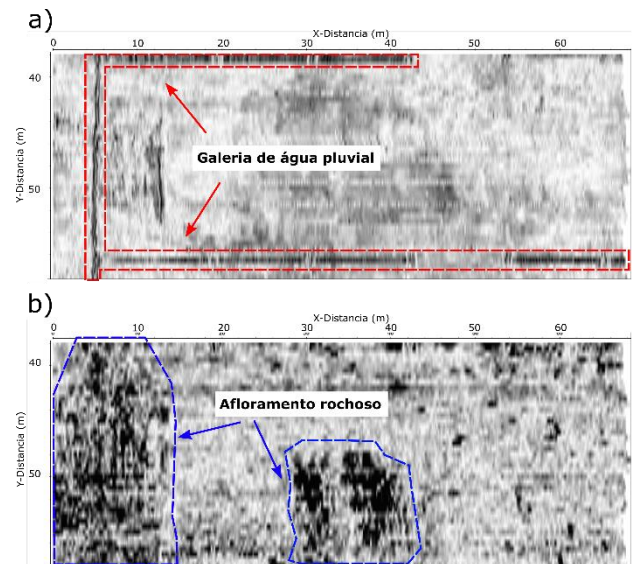 a)
X-Distancia (m)
0 10 20 30 40 50 60
Y-Distancia (m)
40
50
Galeria de água pluvial
b)
X-Distancia (m)
0 10 20 30 40 50 60
Y-Distancia (m)
40
50
Afloramento rochoso